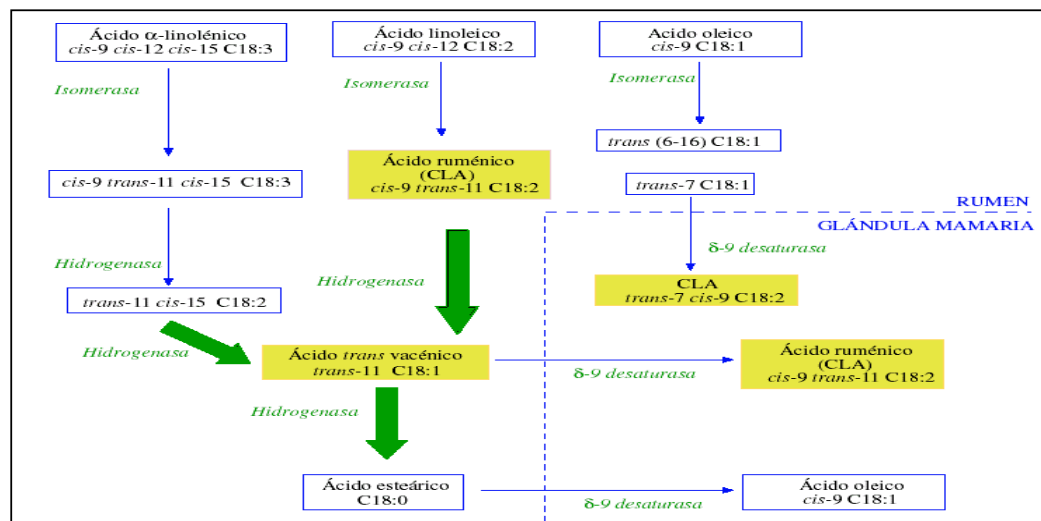 Ácido α-linolénico
cis-9 cis-12 cis-15 C18:3
Ácido linoleico
cis-9 cis-12 C18:2
Acido oleico
cis-9 C18:1
Isomerasa
Isomerasa
Isomerasa
trans (6-16) C18:1
Ácido ruménico
(CLA)
cis-9 trans-11 C18:2
cis-9 trans-11 cis-15 C18:3
trans-7 C18:1
RUMEN
GLÁNDULA MAMARIA
δ-9 desaturasa
Hidrogenasa
Hidrogenasa
CLA
trans-7 cis-9 C18:2
trans-11 cis-15 C18:2
Hidrogenasa
Ácido trans vacénico
trans-11 C18:1
δ-9 desaturasa
Ácido ruménico
(CLA)
cis-9 trans-11 C18:2
Hidrogenasa
Ácido esteárico
C18:0
δ-9 desaturasa
Ácido oleico
cis-9 C18:1